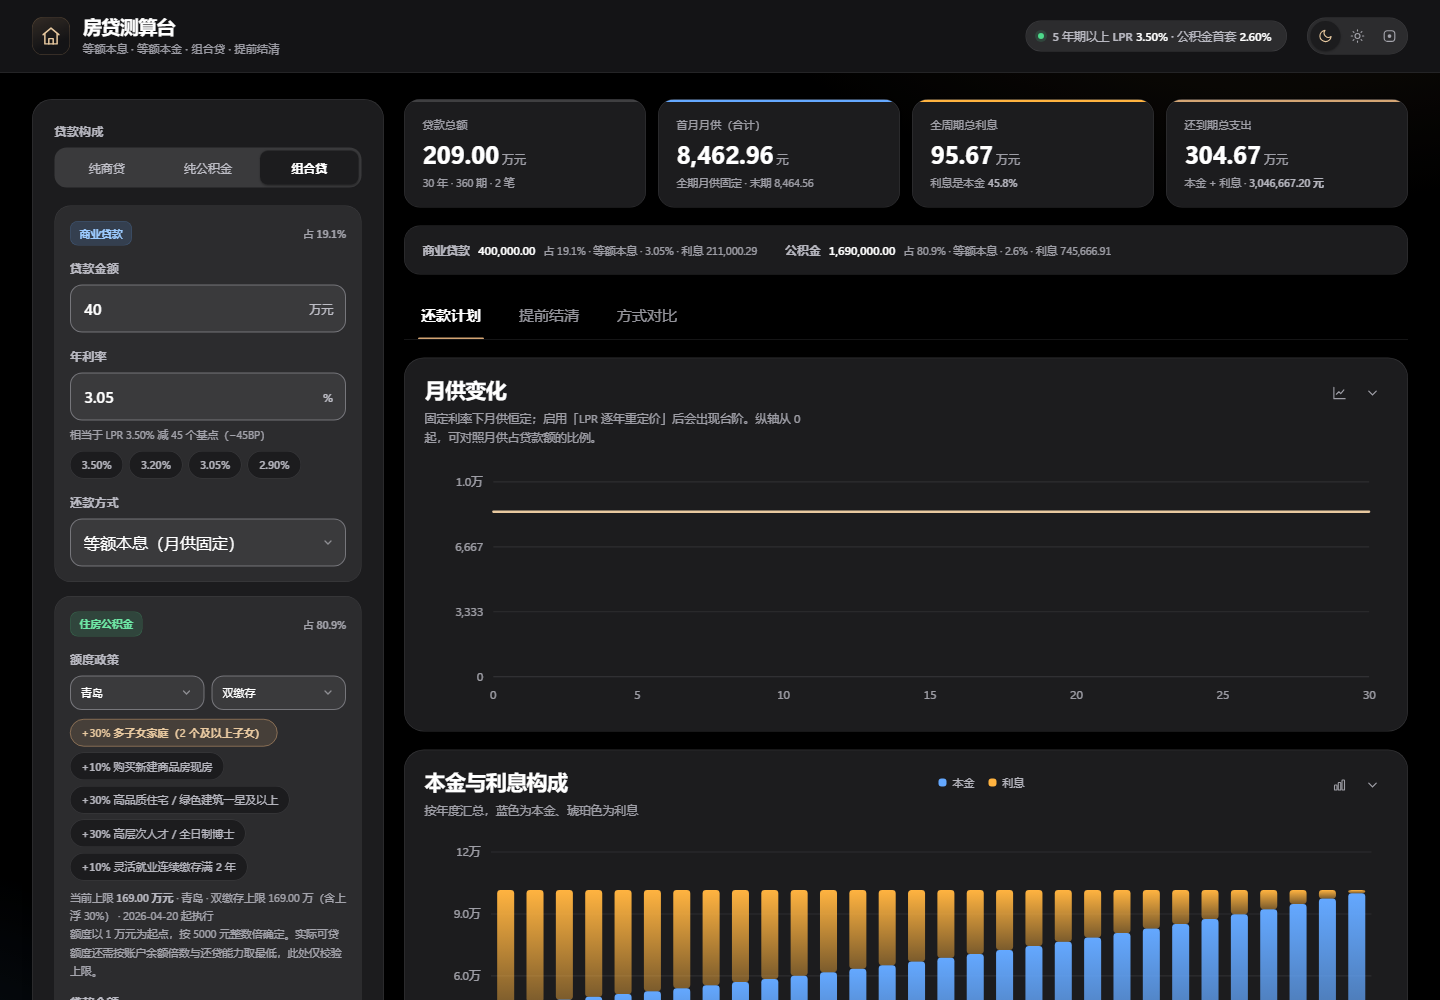 房贷测算台
等额本息 · 等额本金 · 组合贷 · 提前结清
5 年期以上 LPR 3.50% · 公积金首套 2.60%
贷款构成
纯商贷
纯公积金
组合贷
商业贷款
占 19.1%
贷款金额
40
万元
年利率
3.05
%
相当于 LPR 3.50% 减 45 个基点（−45BP）
3.50%
3.20%
3.05%
2.90%
还款方式
等额本息（月供固定）
住房公积金
占 80.9%
额度政策
青岛
双缴存
+30% 多子女家庭（2 个及以上子女）
+10% 购买新建商品房现房
+30% 高品质住宅 / 绿色建筑一星及以上
+30% 高层次人才 / 全日制博士
+10% 灵活就业连续缴存满 2 年
当前上限 169.00 万元 · 青岛 · 双缴存上限 169.00 万（含上
浮 30%） · 2026-04-20 起执行
额度以 1 万元为起点，按 5000 元整数倍确定。实际可贷
额度还需按账户余额倍数与还贷能力取最低，此处仅校验
上限。
贷款总额
209.00 万元
30 年 · 360 期 · 2 笔
首月月供（合计）
8,462.96 元
全期月供固定 · 末期 8,464.56
全周期总利息
95.67 万元
利息是本金 45.8%
还到期总支出
304.67 万元
本金 + 利息 · 3,046,667.20 元
商业贷款 400,000.00 占 19.1% · 等额本息 · 3.05% · 利息 211,000.29
公积金 1,690,000.00 占 80.9% · 等额本息 · 2.6% · 利息 745,666.91
还款计划
提前结清
方式对比
月供变化
固定利率下月供恒定；启用「LPR 逐年重定价」后会出现台阶。纵轴从 0
起，可对照月供占贷款额的比例。
1.0万
6,667
3,333
0
0 5 10 15 20 25 30
本金与利息构成
按年度汇总，蓝色为本金、琥珀色为利息
本金
利息
12万
9.0万
6.0万